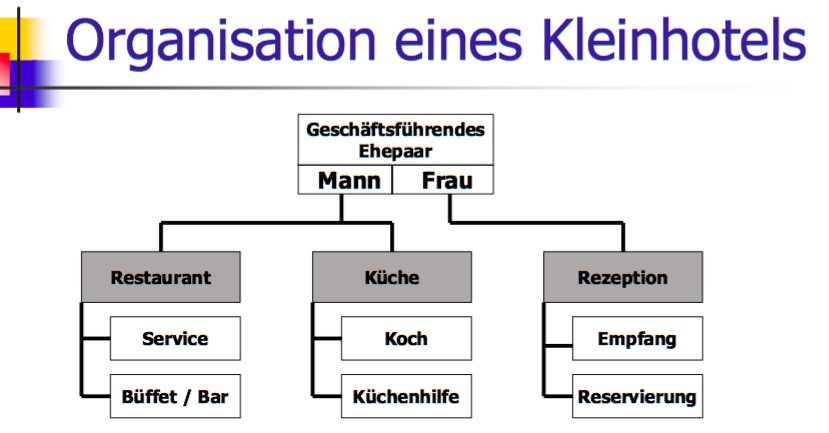 Organisation eines Kleinhotels
Geschäftsführendes
Ehepaar
Mann Frau
Restaurant Küche Rezeption
Service Koch Empfang
Büffet / Bar Küchenhilfe Reservierung